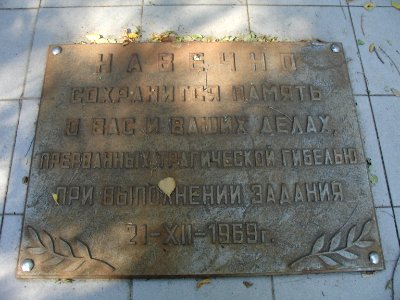 НАВЕЧНО
СОХРАНИТСЯ ПАМЯТЬ
О ВАС И ВАШИХ ДЕЛАХ,
ПРЕРВАННЫХ ТРАГИЧЕСКОЙ ГИБЕЛЬЮ
ПРИ ВЫПОЛНЕНИИ ЗАДАНИЯ
21-XII-1969г.